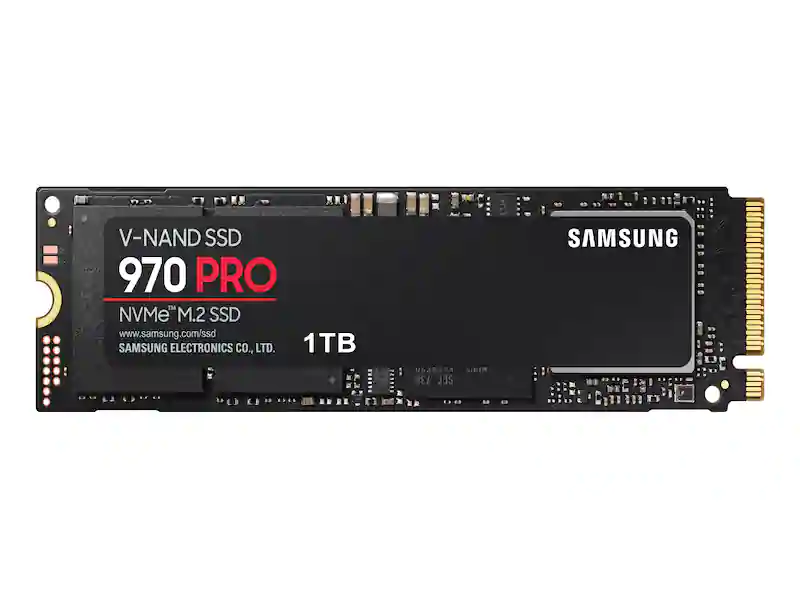 V-NAND SSD
SAMSUNG
970 PRO
NVMe™ M.2 SSD
www.samsung.com/ssd
SAMSUNG ELECTRONICS CO., LTD.
1TB